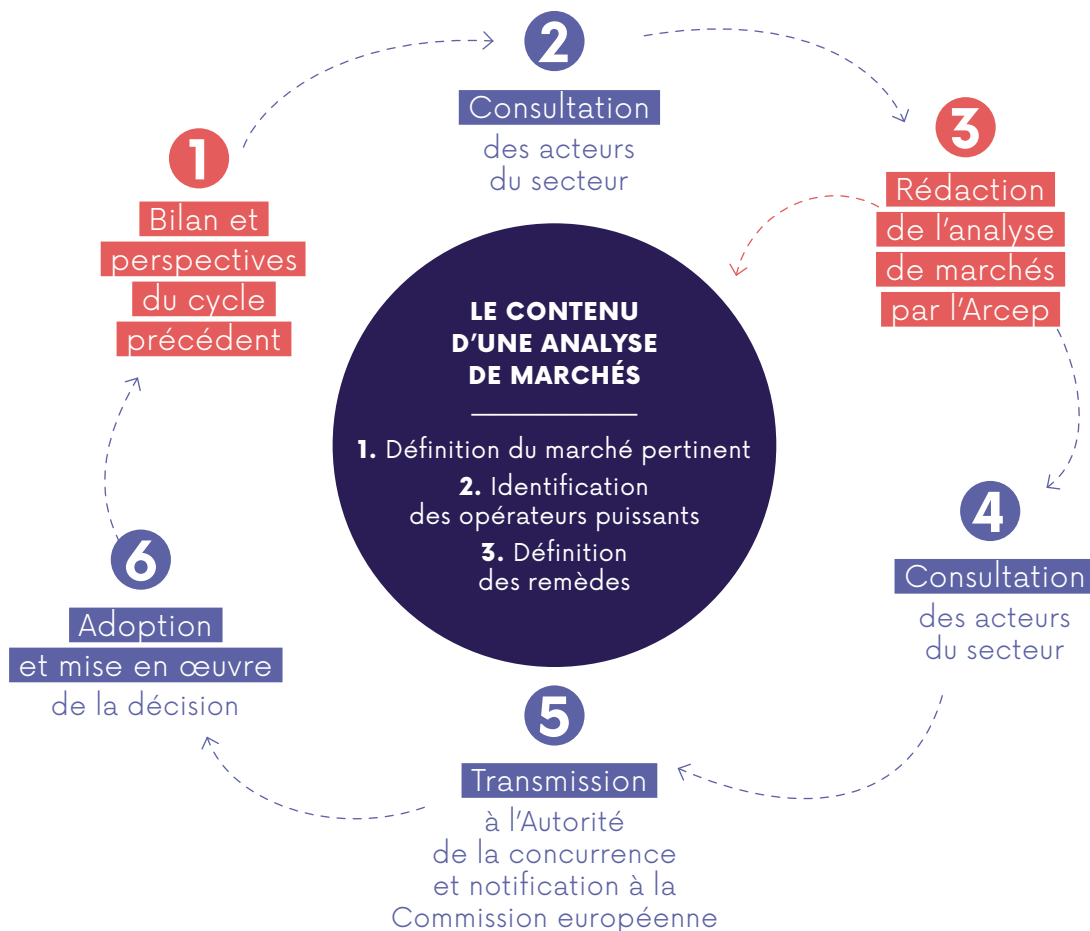 1
Bilan et
perspectives
du cycle
précédent
2
Consultation
des acteurs
du secteur
3
Rédaction
de l'analyse
de marchés
par l'Arcep
LE CONTENU
D'UNE ANALYSE
DE MARCHÉS
1. Définition du marché pertinent
2. Identification
des opérateurs puissants
3. Définition
des remèdes
4
Consultation
des acteurs
du secteur
5
Transmission
à l'Autorité
de la concurrence
et notification à la
Commission européenne
6
Adoption
et mise en œuvre
de la décision